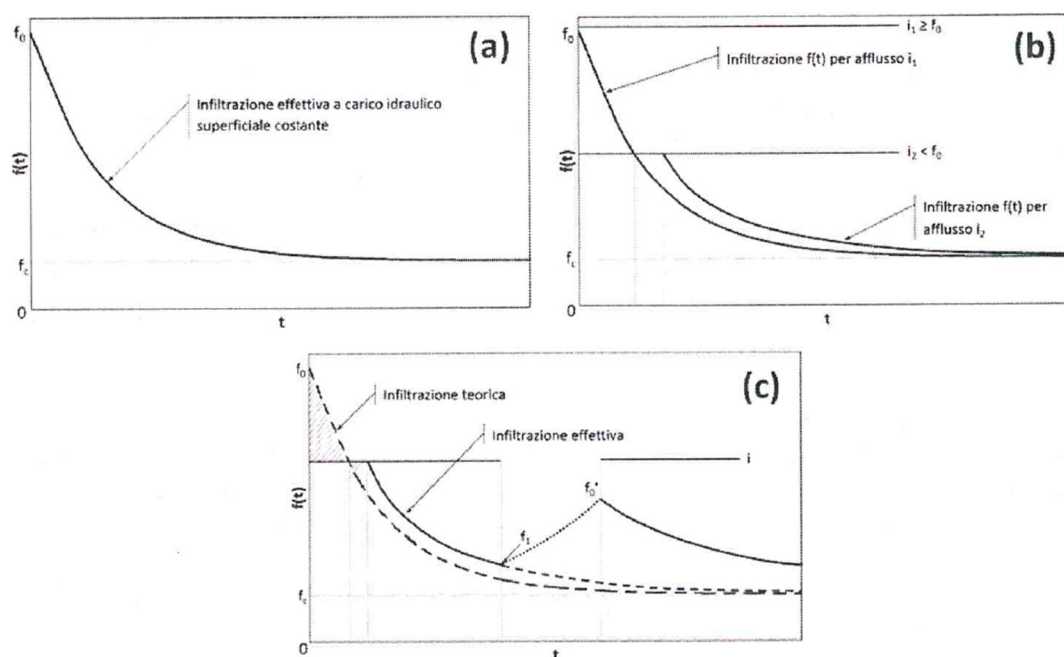 (a)
f₀
Infiltrazione effettiva a carico idraulico
superficiale costante
f(t)
f꜀
0
t
(b)
i₁ ≥ f₀
f₀
Infiltrazione f(t) per afflusso i₁
i₂ < f₀
f(t)
Infiltrazione f(t) per
afflusso i₂
f꜀
0
t
(c)
f₀
Infiltrazione teorica
Infiltrazione effettiva
i
f₀'
f(t)
f₁
f꜀
0
t